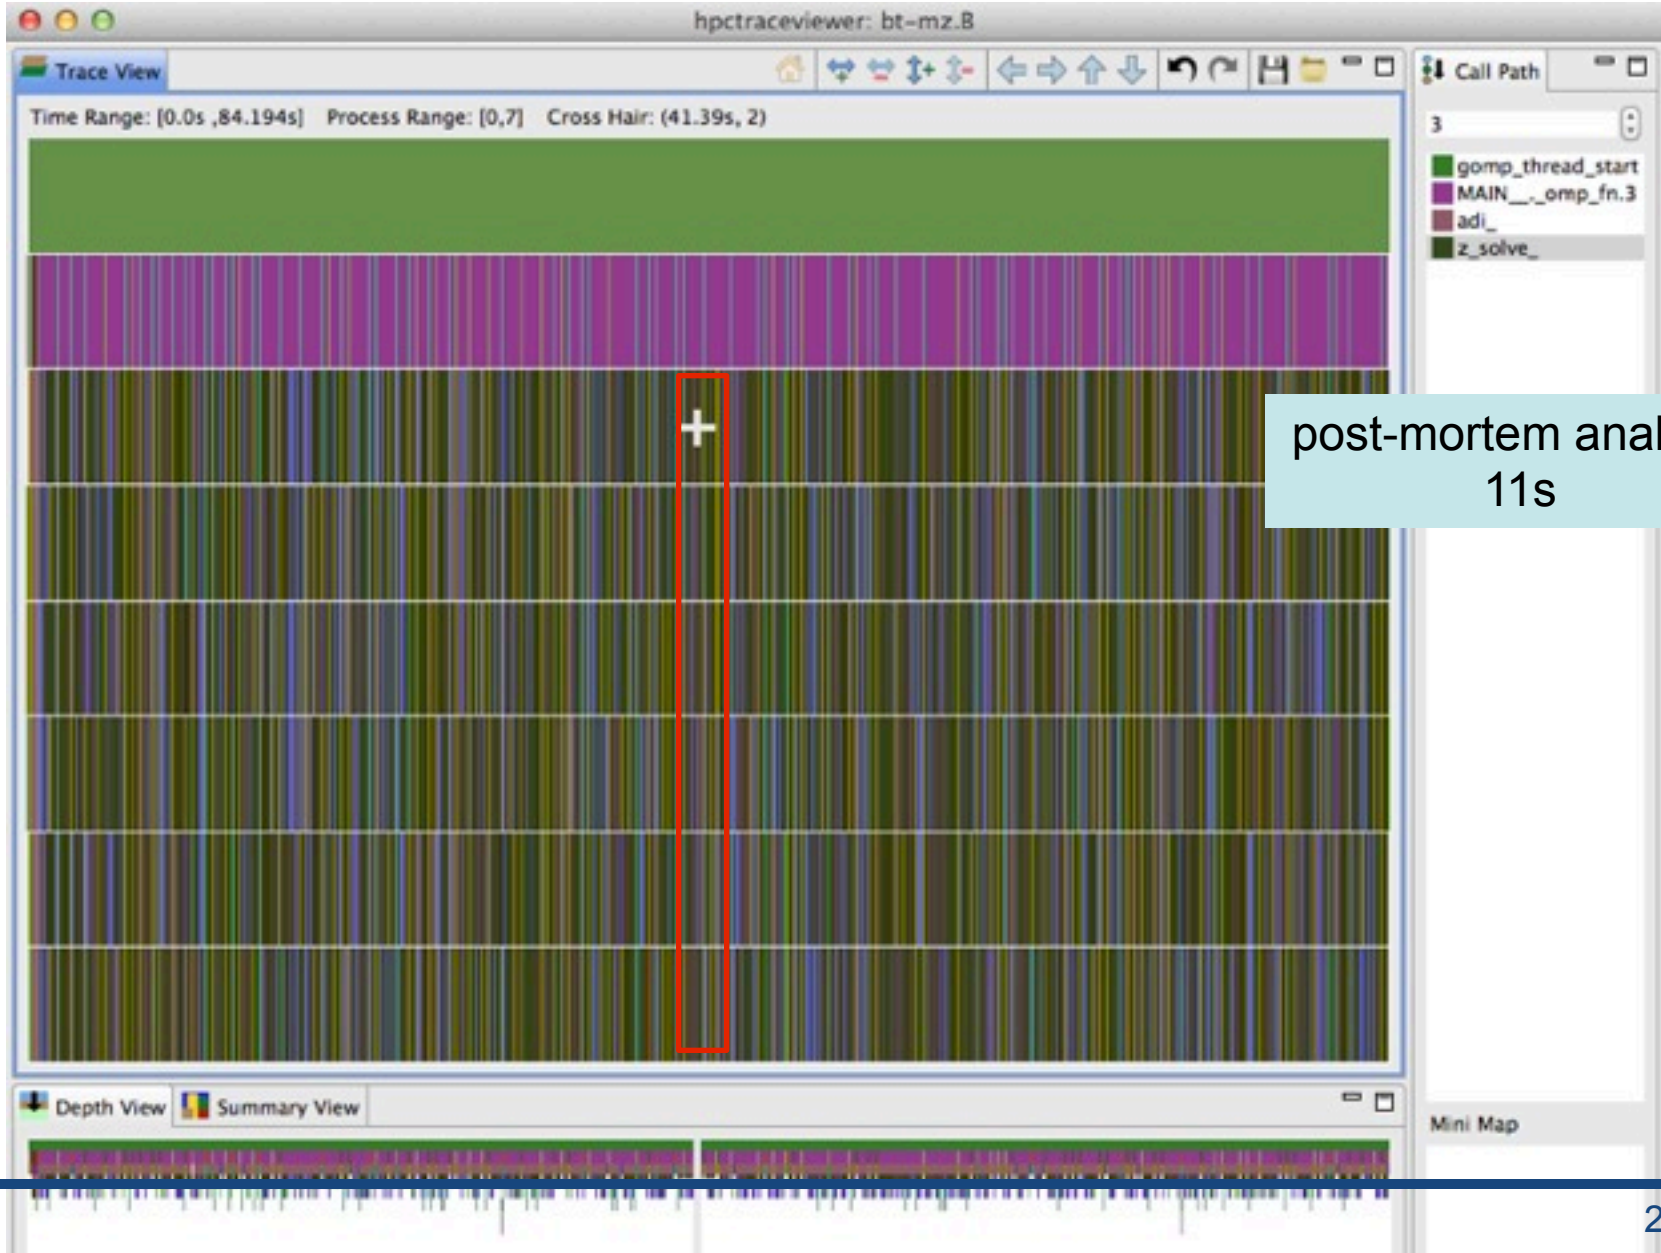 hpctraceviewer: bt-mz.B
Trace View
Time Range: [0.0s ,84.194s] Process Range: [0,7] Cross Hair: (41.39s, 2)
Call Path
3
gomp_thread_start
MAIN__._omp_fn.3
adi_
z_solve_
post-mortem anal
11s
Depth View
Summary View
Mini Map
2